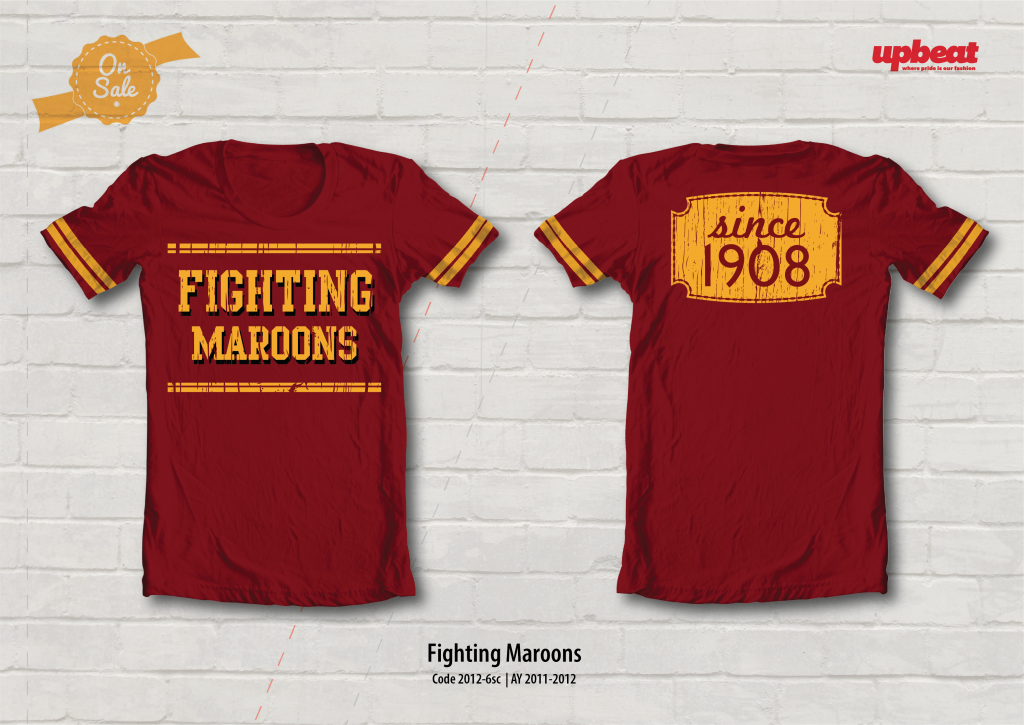 On
Sale
upbeat
where pride is our fashion
FIGHTING
MAROONS
since
1908
Fighting Maroons
Code 2012-6sc | AY 2011-2012